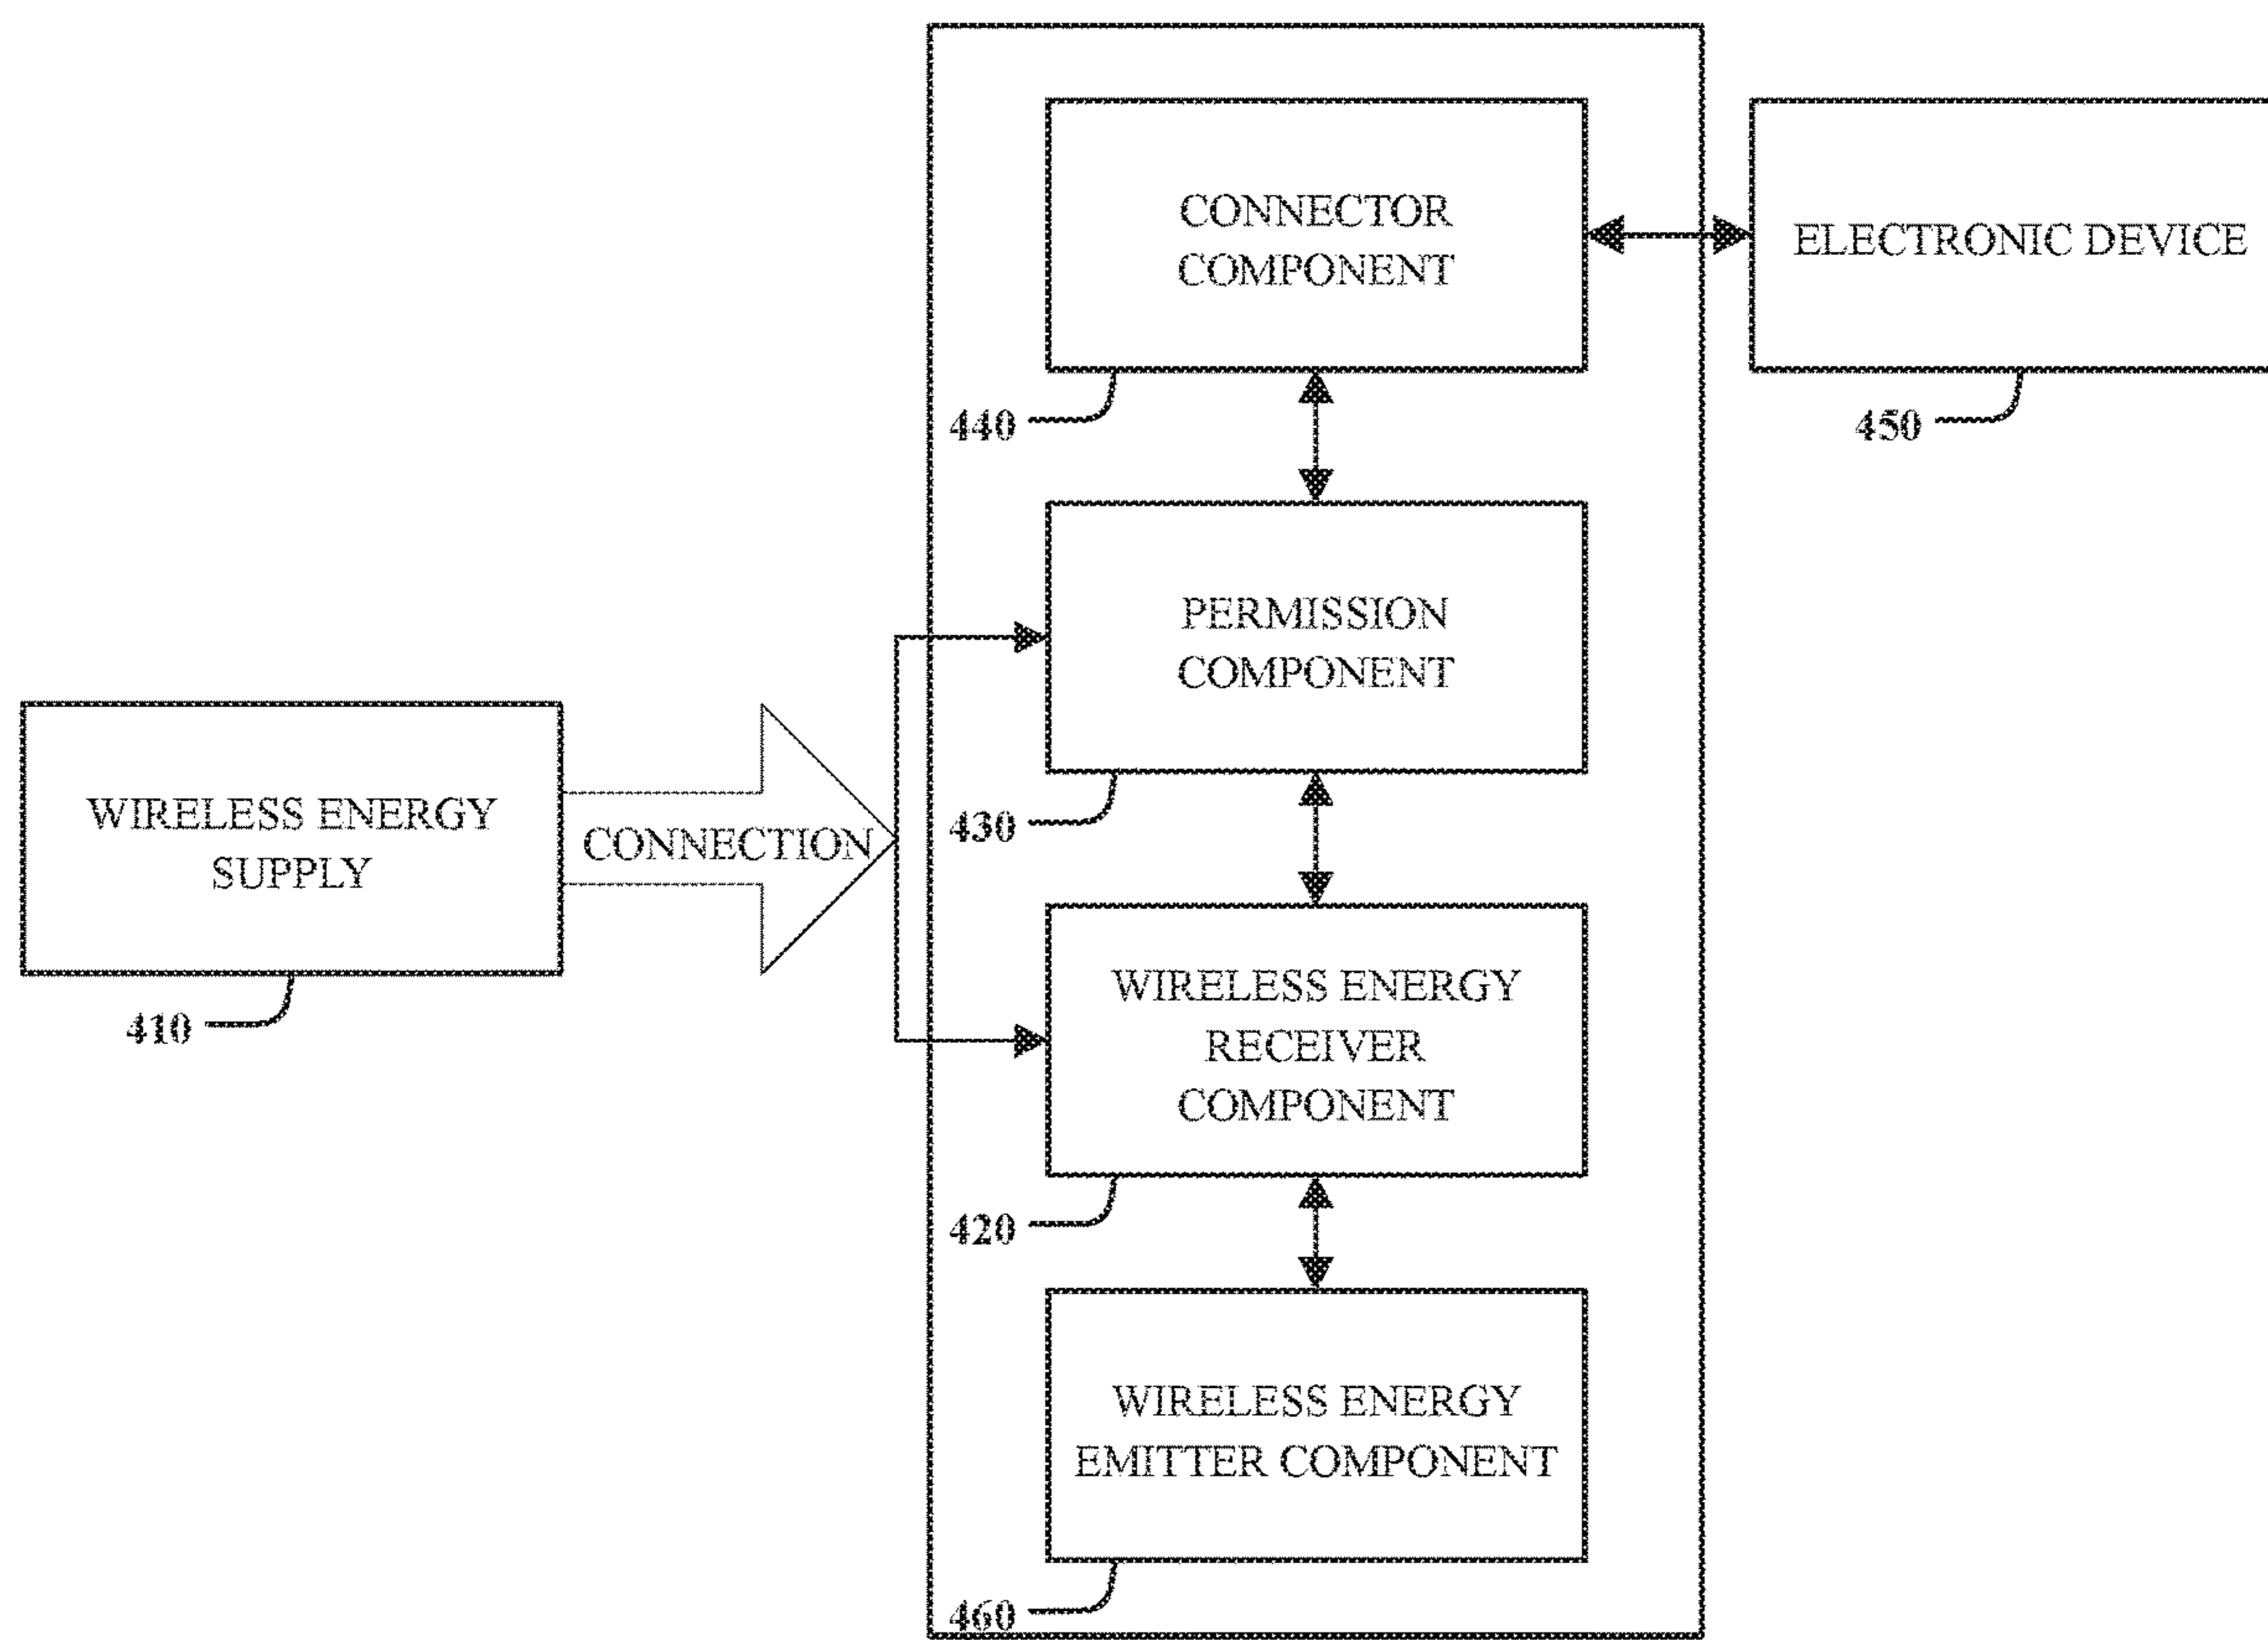 CONNECTOR
COMPONENT
440
ELECTRONIC DEVICE
450
PERMISSION
COMPONENT
430
WIRELESS ENERGY
SUPPLY
410
CONNECTION
WIRELESS ENERGY
RECEIVER
COMPONENT
420
WIRELESS ENERGY
EMITTER COMPONENT
460